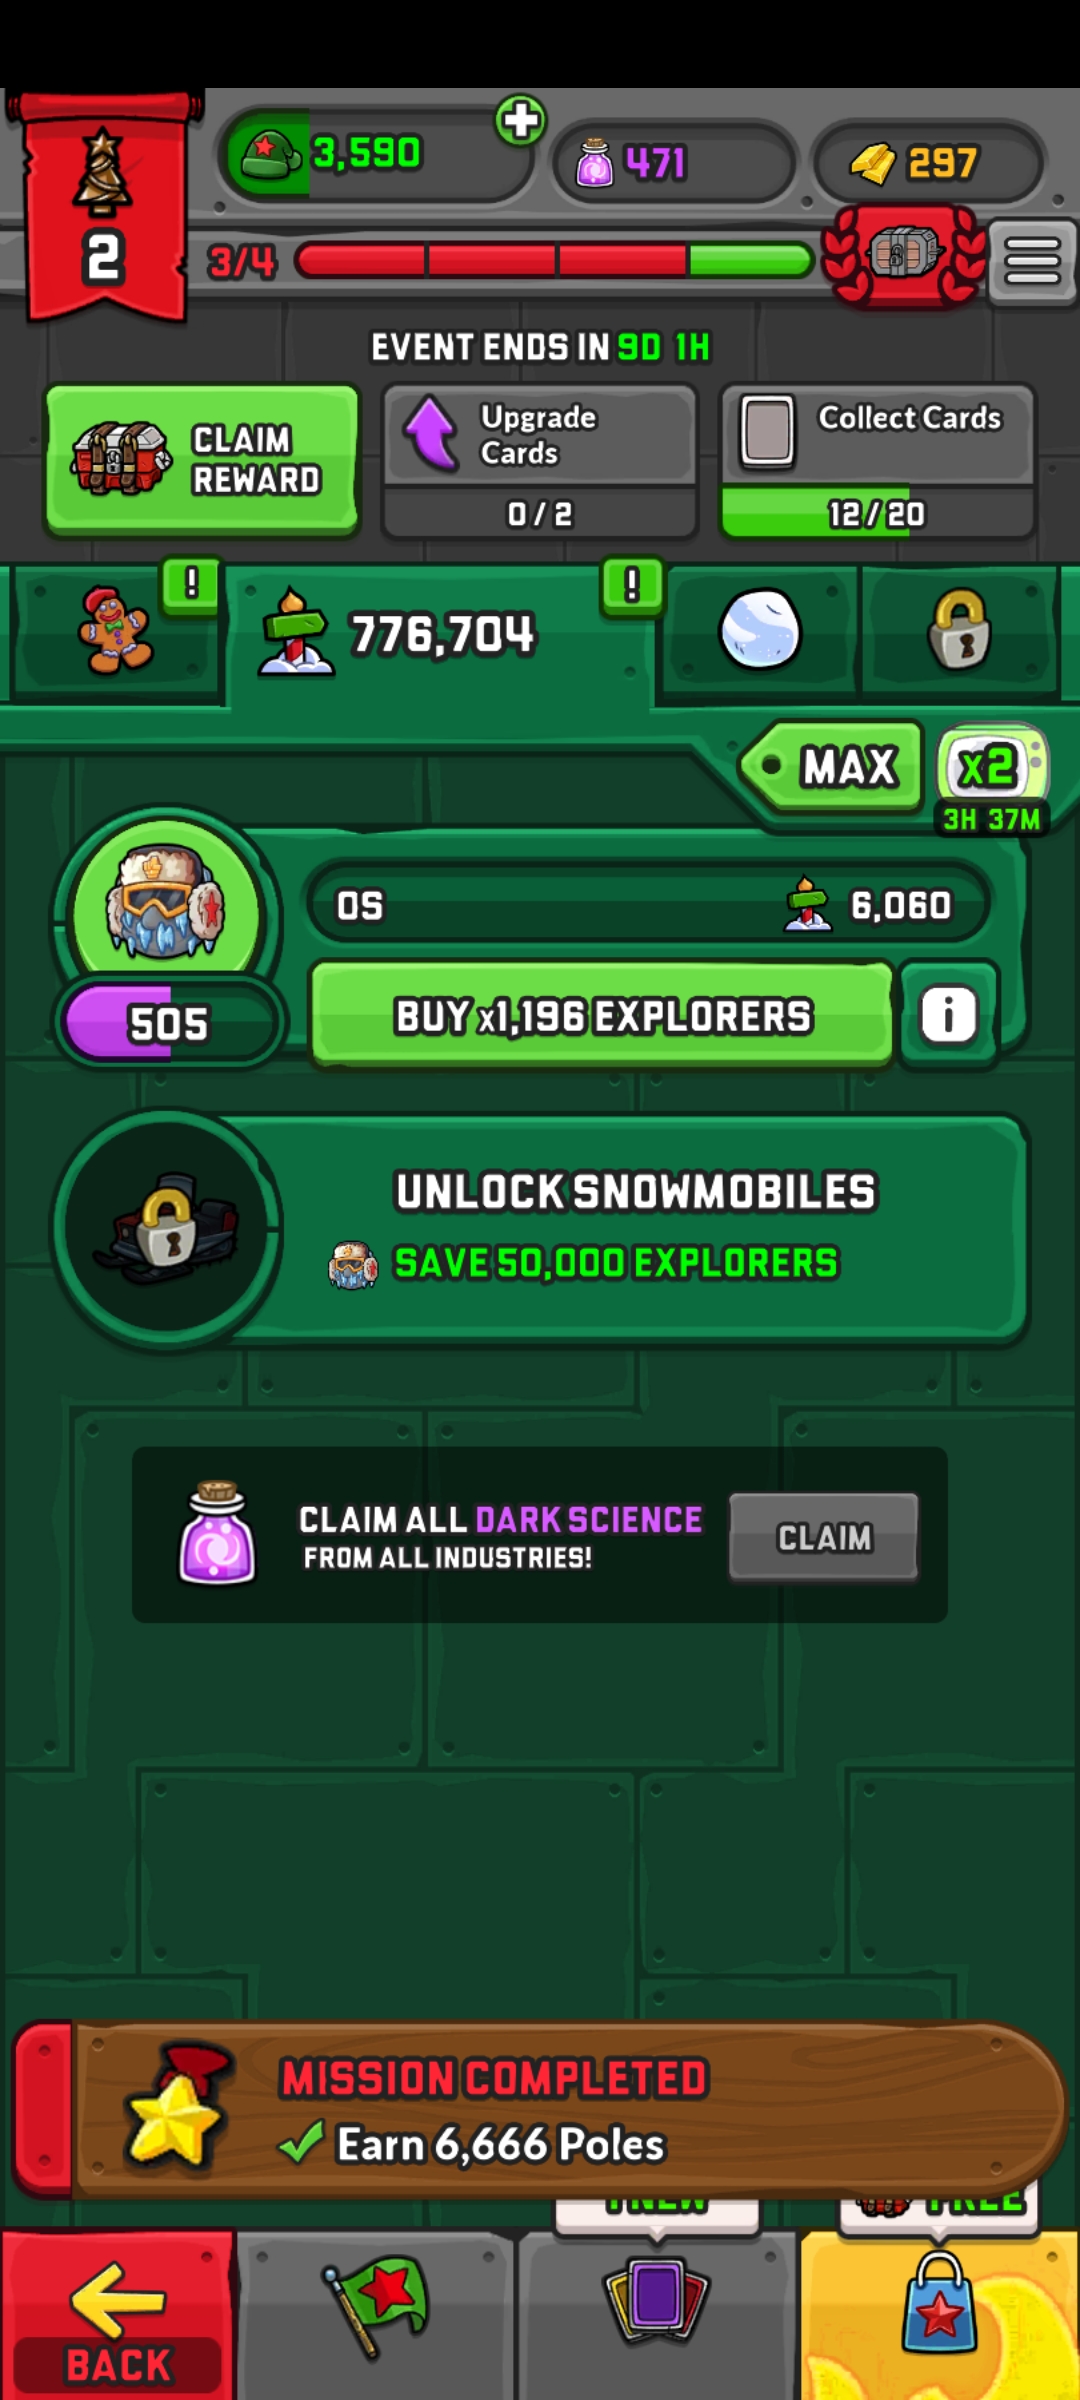 3,590
471
297
2
3/4
EVENT ENDS IN 9D 1H
CLAIM
REWARD
Upgrade
Cards
0/2
Collect Cards
12/20
!
776,704
!
MAX
x2
3H 37M
0S
6,060
505
BUY x1,196 EXPLORERS
i
UNLOCK SNOWMOBILES
SAVE 50,000 EXPLORERS
CLAIM ALL DARK SCIENCE
FROM ALL INDUSTRIES!
CLAIM
MISSION COMPLETED
Earn 6,666 Poles
1 NEW
FREE
BACK